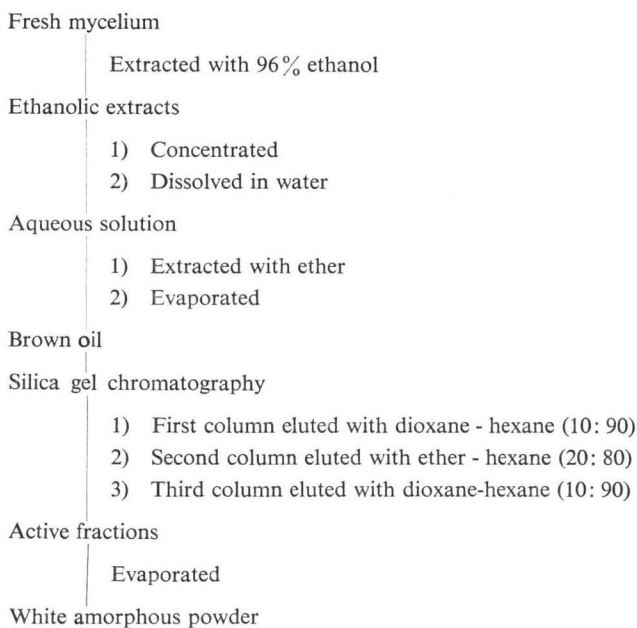 Fresh mycelium
Extracted with 96% ethanol
Ethanolic extracts
1) Concentrated
2) Dissolved in water
Aqueous solution
1) Extracted with ether
2) Evaporated
Brown oil
Silica gel chromatography
1) First column eluted with dioxane - hexane (10: 90)
2) Second column eluted with ether - hexane (20: 80)
3) Third column eluted with dioxane-hexane (10: 90)
Active fractions
Evaporated
White amorphous powder